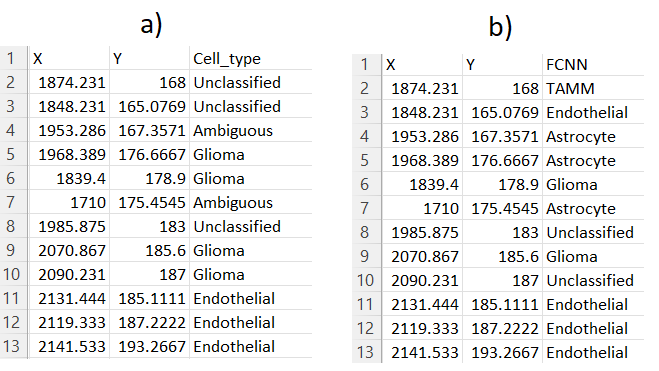 a)
1 X Y Cell_type
2 1874.231 168 Unclassified
3 1848.231 165.0769 Unclassified
4 1953.286 167.3571 Ambiguous
5 1968.389 176.6667 Glioma
6 1839.4 178.9 Glioma
7 1710 175.4545 Ambiguous
8 1985.875 183 Unclassified
9 2070.867 185.6 Glioma
10 2090.231 187 Glioma
11 2131.444 185.1111 Endothelial
12 2119.333 187.2222 Endothelial
13 2141.533 193.2667 Endothelial
b)
1 X Y FCNN
2 1874.231 168 TAMM
3 1848.231 165.0769 Endothelial
4 1953.286 167.3571 Astrocyte
5 1968.389 176.6667 Astrocyte
6 1839.4 178.9 Glioma
7 1710 175.4545 Astrocyte
8 1985.875 183 Unclassified
9 2070.867 185.6 Glioma
10 2090.231 187 Unclassified
11 2131.444 185.1111 Endothelial
12 2119.333 187.2222 Endothelial
13 2141.533 193.2667 Endothelial